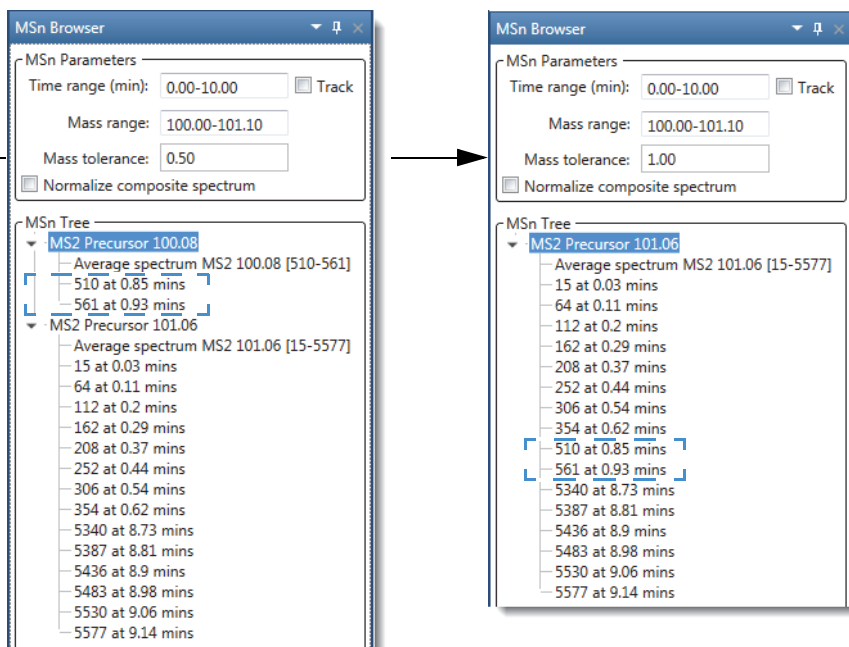 MSn Browser
MSn Parameters
Time range (min): 0.00-10.00 Track
Mass range: 100.00-101.10
Mass tolerance: 0.50
Normalize composite spectrum
MSn Tree
MS2 Precursor 100.08
Average spectrum MS2 100.08 [510-561]
510 at 0.85 mins
561 at 0.93 mins
MS2 Precursor 101.06
Average spectrum MS2 101.06 [15-5577]
15 at 0.03 mins
64 at 0.11 mins
112 at 0.2 mins
162 at 0.29 mins
208 at 0.37 mins
252 at 0.44 mins
306 at 0.54 mins
354 at 0.62 mins
5340 at 8.73 mins
5387 at 8.81 mins
5436 at 8.9 mins
5483 at 8.98 mins
5530 at 9.06 mins
5577 at 9.14 mins
MSn Browser
MSn Parameters
Time range (min): 0.00-10.00 Track
Mass range: 100.00-101.10
Mass tolerance: 1.00
Normalize composite spectrum
MSn Tree
MS2 Precursor 101.06
Average spectrum MS2 101.06 [15-5577]
15 at 0.03 mins
64 at 0.11 mins
112 at 0.2 mins
162 at 0.29 mins
208 at 0.37 mins
252 at 0.44 mins
306 at 0.54 mins
354 at 0.62 mins
510 at 0.85 mins
561 at 0.93 mins
5340 at 8.73 mins
5387 at 8.81 mins
5436 at 8.9 mins
5483 at 8.98 mins
5530 at 9.06 mins
5577 at 9.14 mins